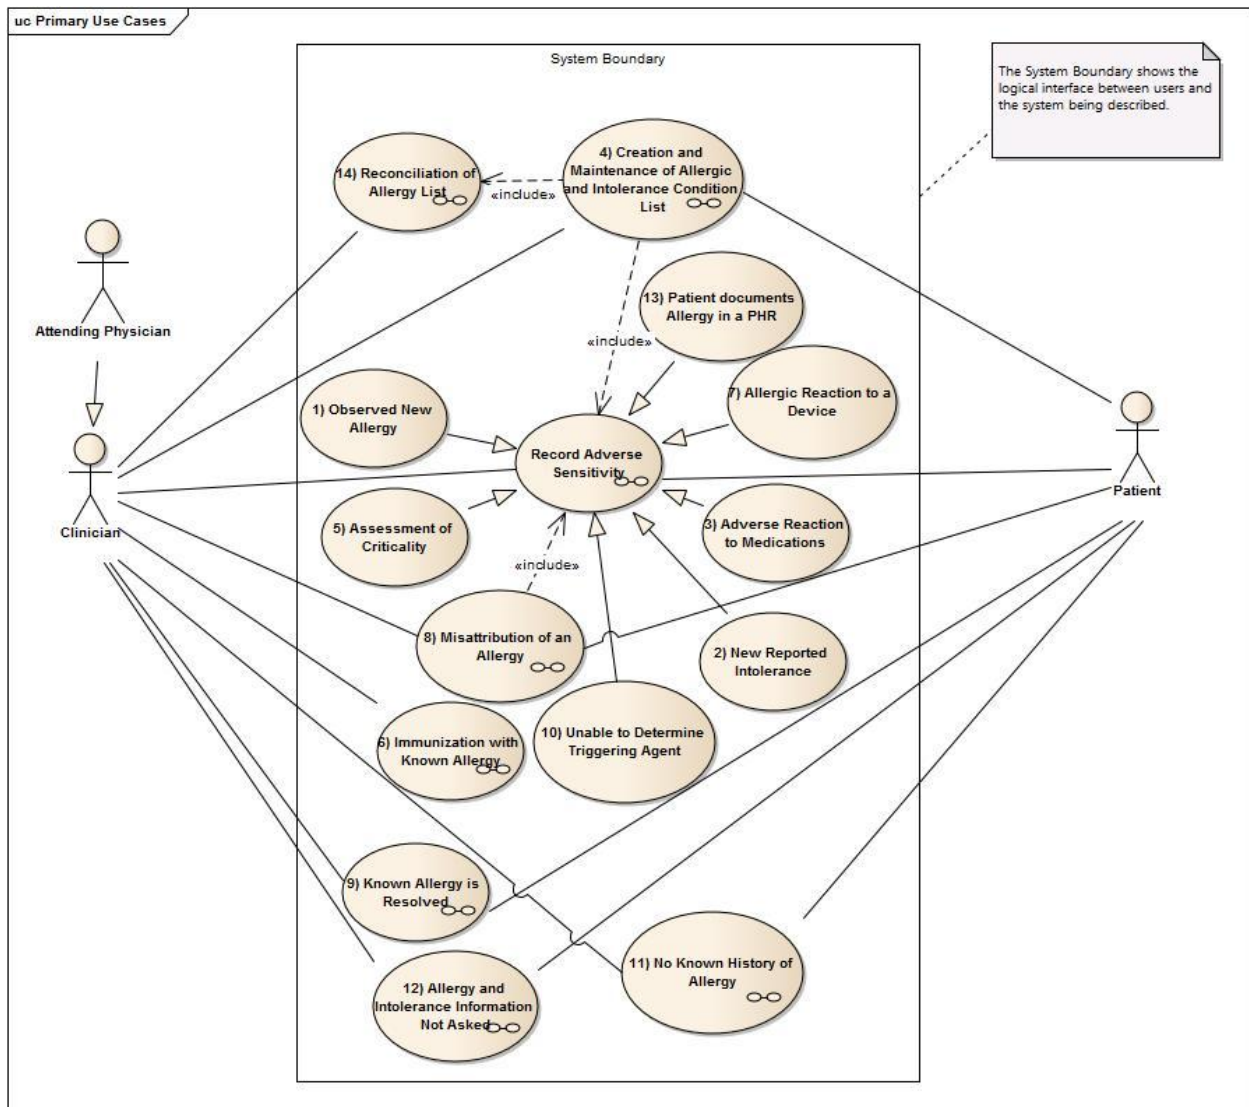 uc Primary Use Cases
System Boundary
The System Boundary shows the
logical interface between users and
the system being described.
14) Reconciliation of
Allergy List
«include»
4) Creation and
Maintenance of Allergic
and Intolerance Condition
List
Attending Physician
13) Patient documents
Allergy in a PHR
«include»
1) Observed New
Allergy
7) Allergic Reaction to a
Device
Record Adverse
Sensitivity
Clinician
Patient
5) Assessment of
Criticality
3) Adverse Reaction
to Medications
«include»
8) Misattribution of an
Allergy
2) New Reported
Intolerance
6) Immunization with
Known Allergy
10) Unable to Determine
Triggering Agent
9) Known Allergy is
Resolved
11) No Known History of
Allergy
12) Allergy and
Intolerance Information
Not Asked